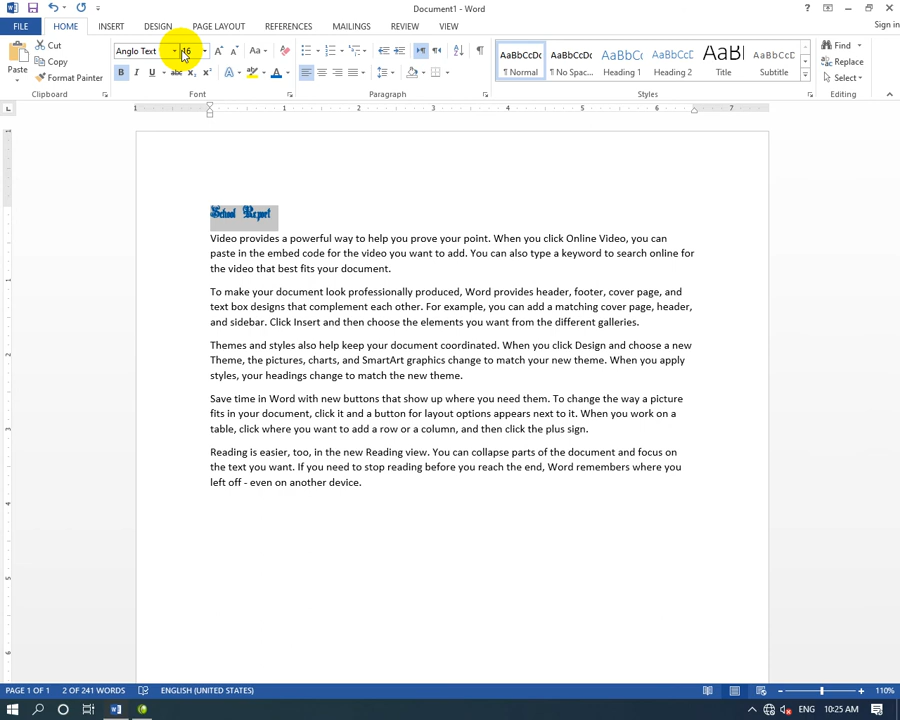 Document1 - Word
Sign in
FILE HOME INSERT DESIGN PAGE LAYOUT REFERENCES MAILINGS REVIEW VIEW
Paste
Cut
Copy
Format Painter
Clipboard
Anglo Text 16
Aa
B I U abc X₂ X²
A A
Font
Paragraph
AaBbCcDc AaBbCcDc AaBbCc AaBbCcD AaBl AaBbCcD
¶ Normal ¶ No Spac... Heading 1 Heading 2 Title Subtitle
Styles
Find
Replace
Select
Editing
1 1 2 3 4 5 6 7
School Report
Video provides a powerful way to help you prove your point. When you click Online Video, you can
paste in the embed code for the video you want to add. You can also type a keyword to search online for
the video that best fits your document.
To make your document look professionally produced, Word provides header, footer, cover page, and
text box designs that complement each other. For example, you can add a matching cover page, header,
and sidebar. Click Insert and then choose the elements you want from the different galleries.
Themes and styles also help keep your document coordinated. When you click Design and choose a new
Theme, the pictures, charts, and SmartArt graphics change to match your new theme. When you apply
styles, your headings change to match the new theme.
Save time in Word with new buttons that show up where you need them. To change the way a picture
fits in your document, click it and a button for layout options appears next to it. When you work on a
table, click where you want to add a row or a column, and then click the plus sign.
Reading is easier, too, in the new Reading view. You can collapse parts of the document and focus on
the text you want. If you need to stop reading before you reach the end, Word remembers where you
left off - even on another device.
PAGE 1 OF 1 2 OF 241 WORDS ENGLISH (UNITED STATES) 110%
ENG 10:25 AM